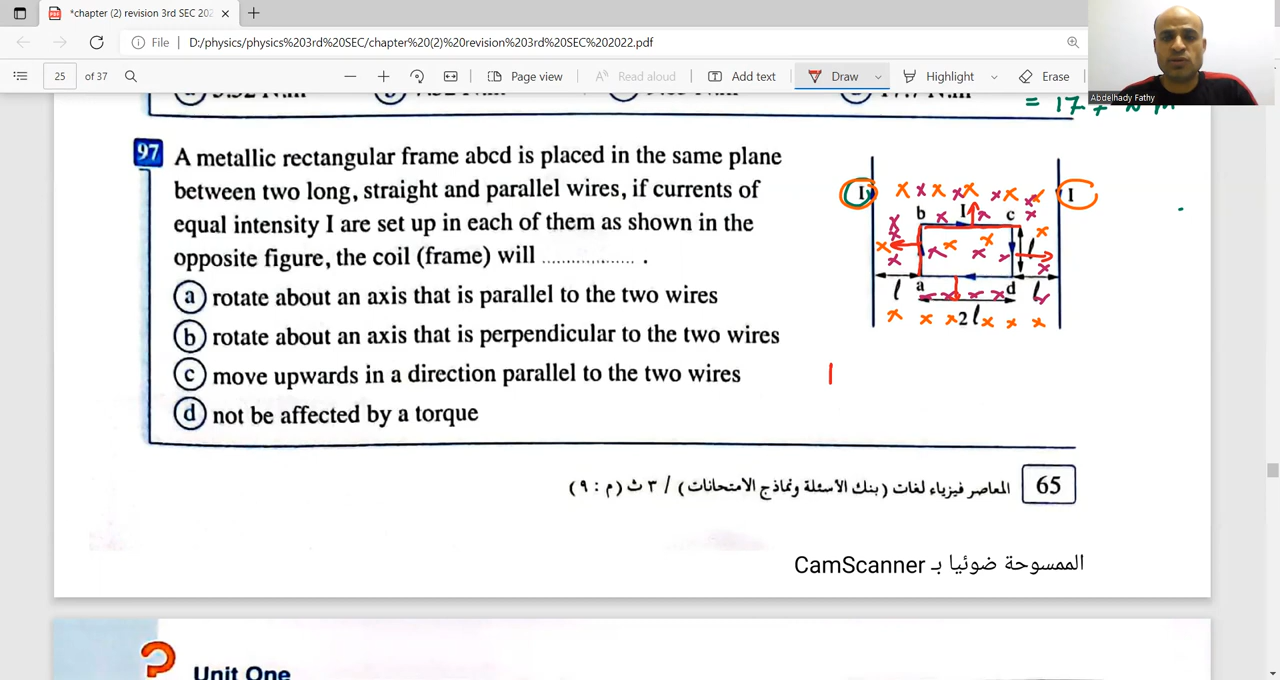 *chapter (2) revision 3rd SEC 202
File D:/physics/physics%203rd%20SEC/chapter%20(2)%20revision%203rd%20SEC%202022.pdf
25 of 37 Page view Read aloud Add text Draw Highlight Erase
Abdelhady Fathy
97 A metallic rectangular frame abcd is placed in the same plane
between two long, straight and parallel wires, if currents of
equal intensity I are set up in each of them as shown in the
opposite figure, the coil (frame) will .................... .
a rotate about an axis that is parallel to the two wires
b rotate about an axis that is perpendicular to the two wires
c move upwards in a direction parallel to the two wires
d not be affected by a torque
I I
b I c
l
l a d l
2l
المعاصر فيزياء لغات (بنك الأسئلة ونماذج الامتحانات) / ٣ ث (م : ٩) 65
الممسوحة ضوئيا بـ CamScanner
Unit One